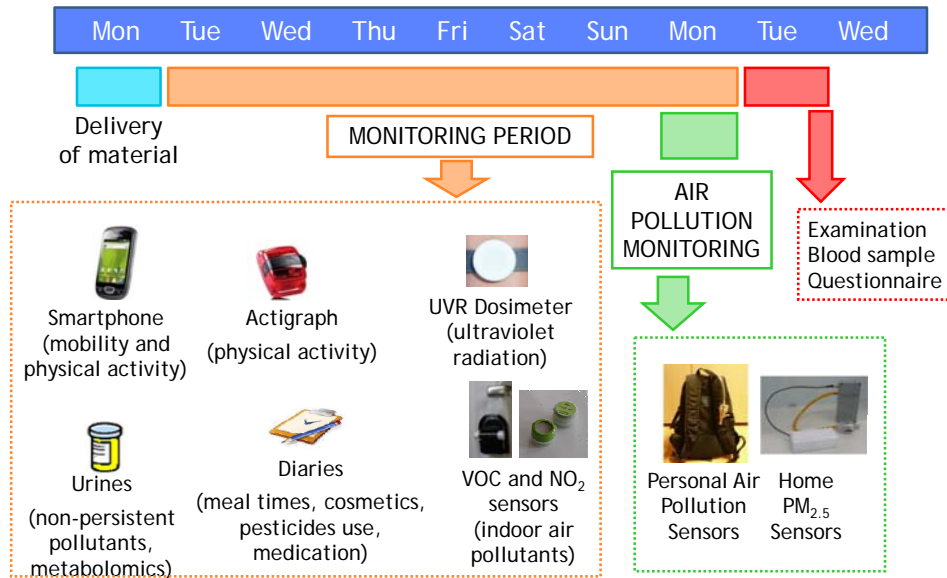 Mon Tue Wed Thu Fri Sat Sun Mon Tue Wed
Delivery
of material
MONITORING PERIOD
AIR
POLLUTION
MONITORING
Examination
Blood sample
Questionnaire
Smartphone
(mobility and
physical activity)
Actigraph
(physical activity)
UVR Dosimeter
(ultraviolet
radiation)
Urines
(non-persistent
pollutants,
metabolomics)
Diaries
(meal times, cosmetics,
pesticides use,
medication)
VOC and NO₂
sensors
(indoor air
pollutants)
Personal Air
Pollution
Sensors
Home
PM₂.₅
Sensors